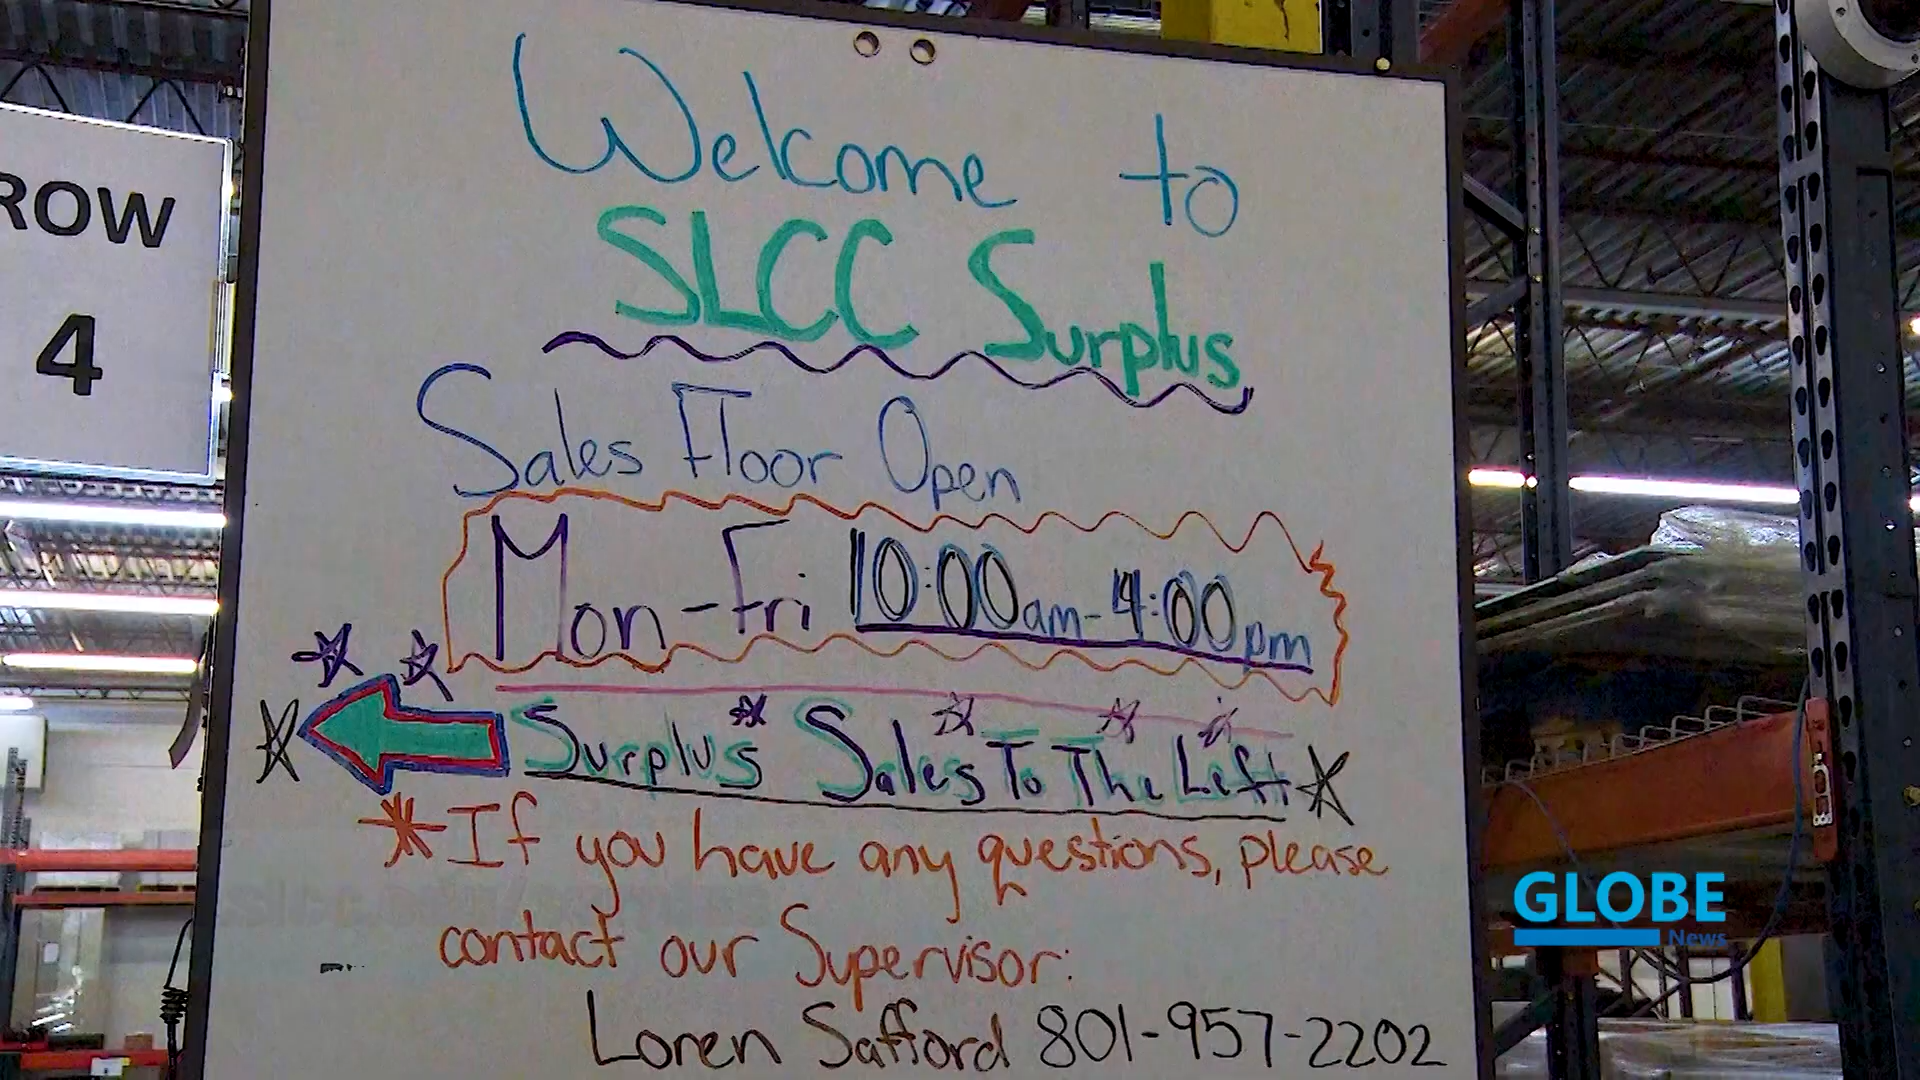 ROW
4
Welcome to
SLCC Surplus
Sales Floor Open
Mon-Fri 10:00am-4:00pm
Surplus Sales To The Left
*If you have any questions, please
contact our Supervisor:
Loren Safford 801-957-2202
GLOBE
News